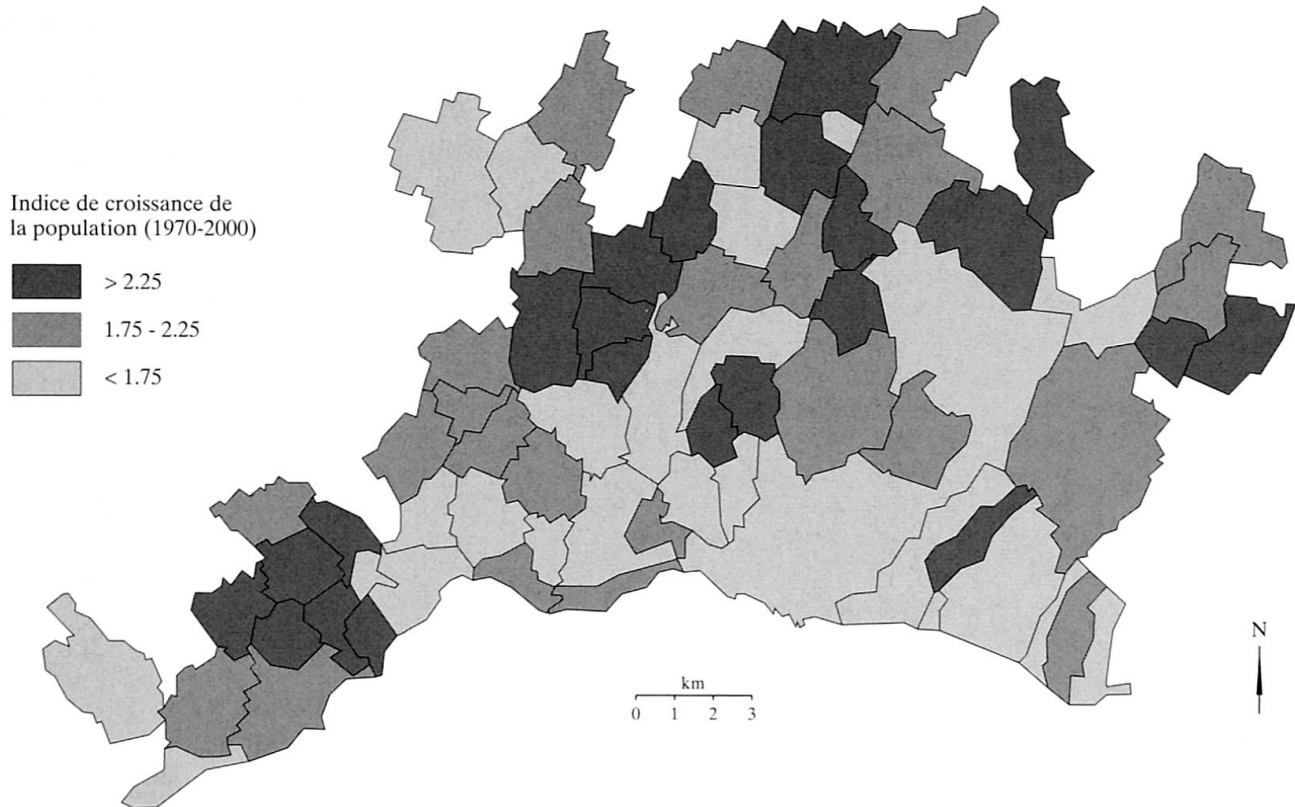 Indice de croissance de
la population (1970-2000)
> 2.25
1.75 - 2.25
< 1.75
km
0 1 2 3
N